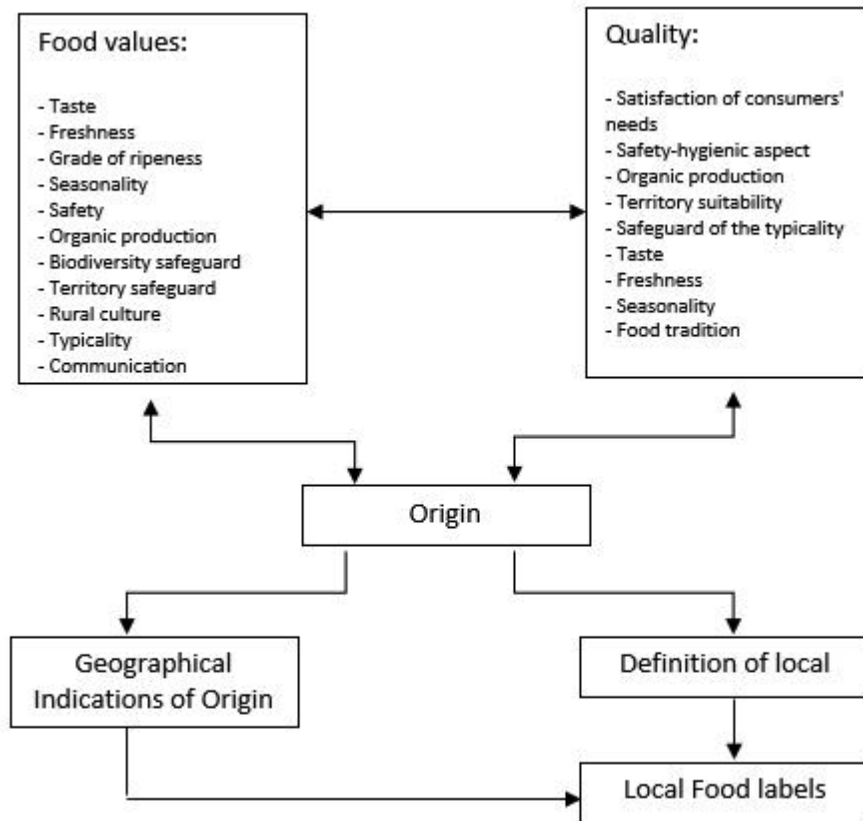 Food values:
- Taste
- Freshness
- Grade of ripeness
- Seasonality
- Safety
- Organic production
- Biodiversity safeguard
- Territory safeguard
- Rural culture
- Typicality
- Communication
Quality:
- Satisfaction of consumers'
needs
- Safety-hygienic aspect
- Organic production
- Territory suitability
- Safeguard of the typicality
- Taste
- Freshness
- Seasonality
- Food tradition
Origin
Geographical
Indications of Origin
Definition of local
Local Food labels